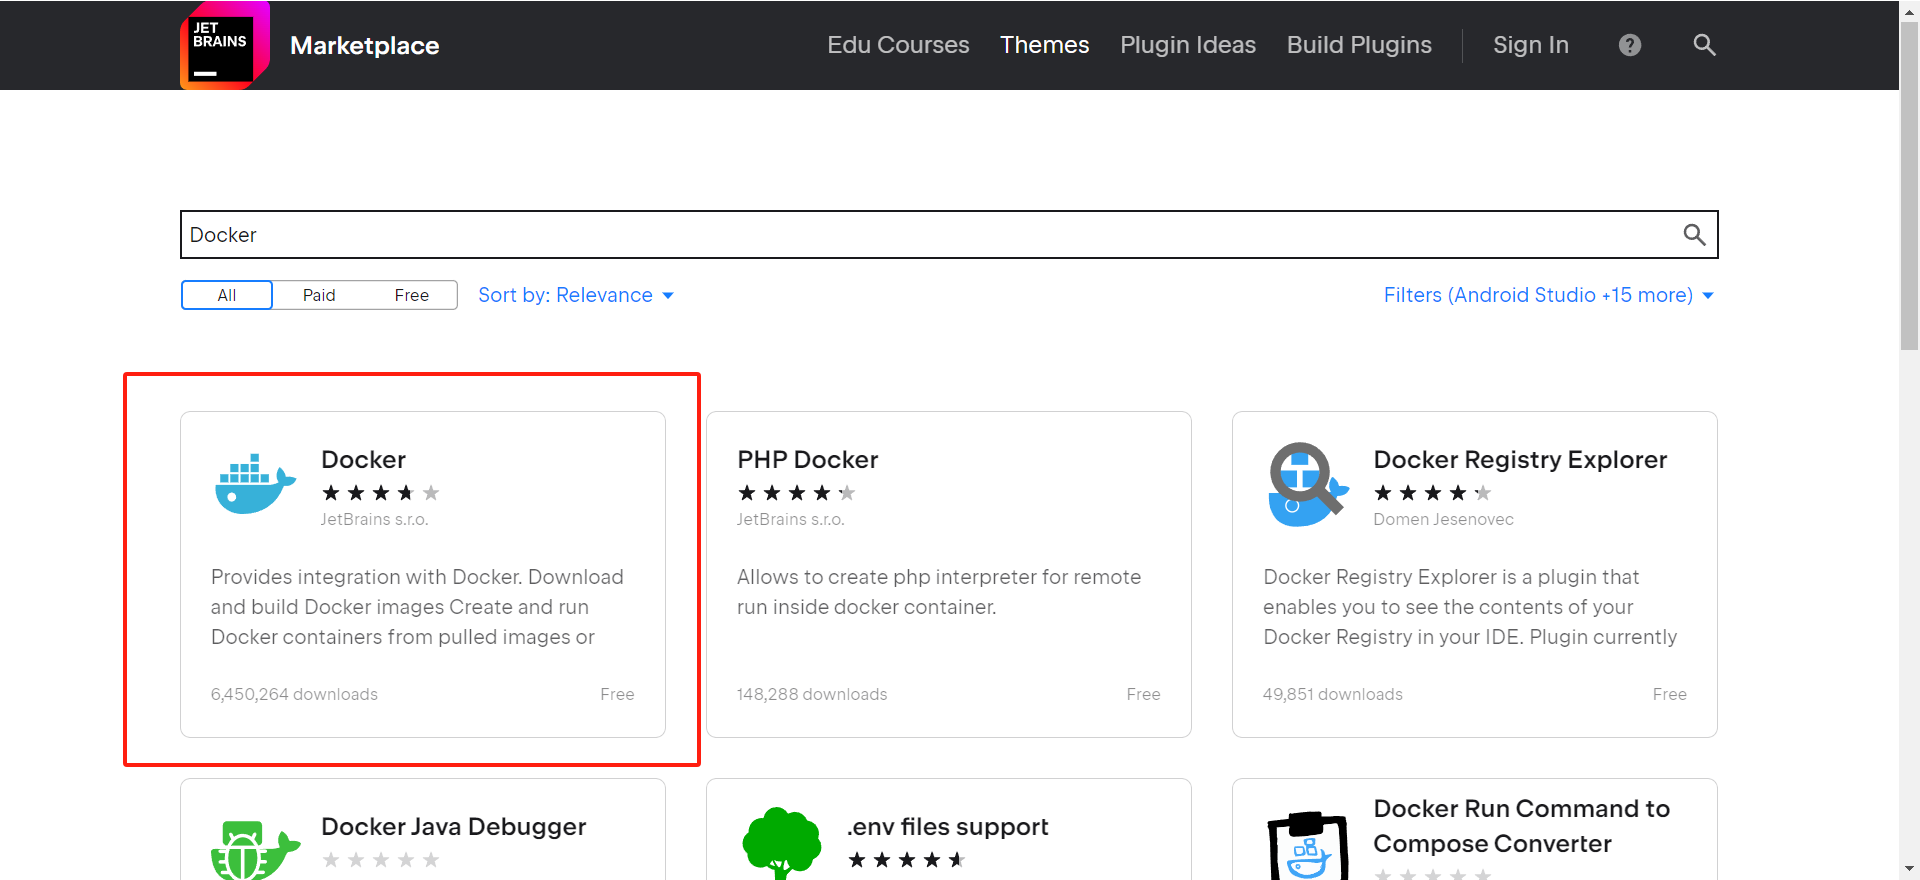 JET
BRAINS
Marketplace
Edu Courses
Themes
Plugin Ideas
Build Plugins
Sign In
?
Docker
All
Paid
Free
Sort by: Relevance
Filters (Android Studio +15 more)
Docker
JetBrains s.r.o.
Provides integration with Docker. Download
and build Docker images Create and run
Docker containers from pulled images or
6,450,264 downloads
Free
PHP Docker
JetBrains s.r.o.
Allows to create php interpreter for remote
run inside docker container.
148,288 downloads
Free
Docker Registry Explorer
Domen Jesenovec
Docker Registry Explorer is a plugin that
enables you to see the contents of your
Docker Registry in your IDE. Plugin currently
49,851 downloads
Free
Docker Java Debugger
.env files support
Docker Run Command to
Compose Converter